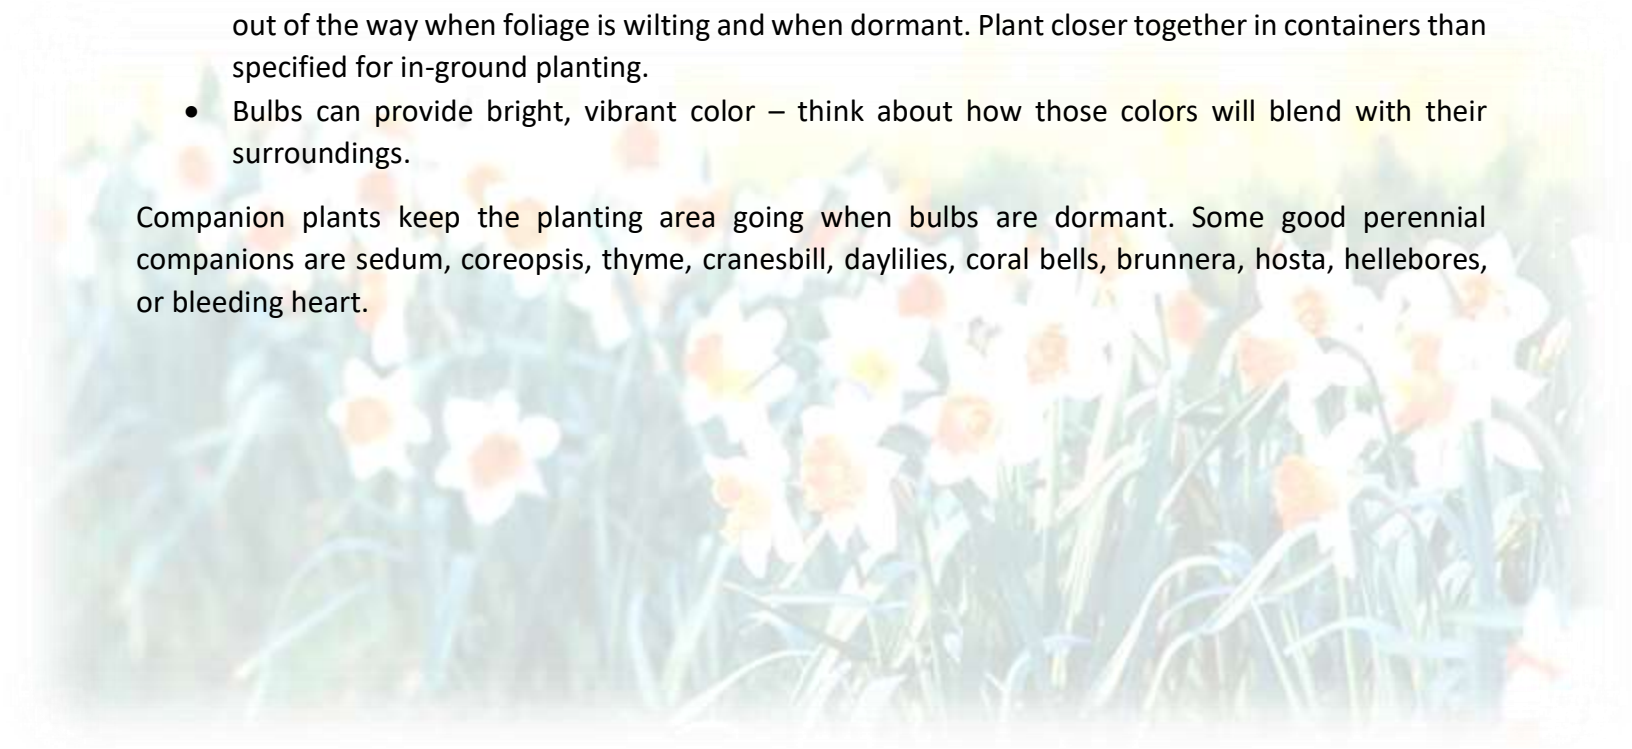 out of the way when foliage is wilting and when dormant. Plant closer together in containers than
specified for in-ground planting.
• Bulbs can provide bright, vibrant color – think about how those colors will blend with their
surroundings.
Companion plants keep the planting area going when bulbs are dormant. Some good perennial
companions are sedum, coreopsis, thyme, cranesbill, daylilies, coral bells, brunnera, hosta, hellebores,
or bleeding heart.